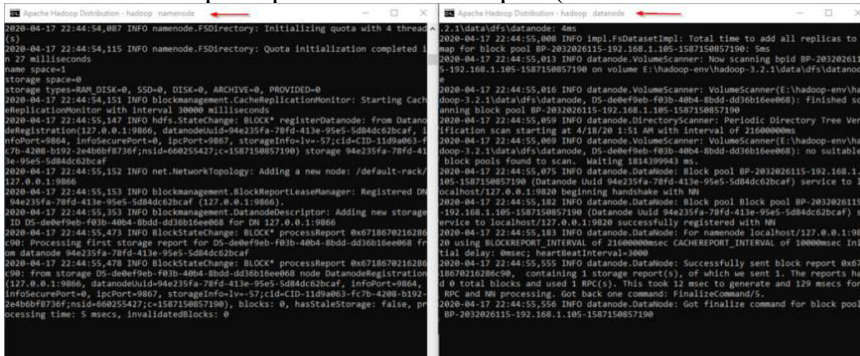 Apache Hadoop Distribution - hadoop namenode
2020-04-17 22:44:54,087 INFO namenode.FSDirectory: Initializing quota with 4 thread
(s)
2020-04-17 22:44:54,115 INFO namenode.FSDirectory: Quota initialization completed i
n 27 milliseconds
name space=1
storage space=0
storage types=RAM_DISK=0, SSD=0, DISK=0, ARCHIVE=0, PROVIDED=0
2020-04-17 22:44:54,151 INFO blockmanagement.CacheReplicationMonitor: Starting Cach
eReplicationMonitor with interval 30000 milliseconds
2020-04-17 22:44:55,147 INFO hdfs.StateChange: BLOCK* registerDatanode: from Datano
deRegistration(127.0.0.1:9866, datanodeUuid=94e235fa-78fd-413e-95e5-5d84dc62bcaf, i
nfoPort=9864, infoSecurePort=0, ipcPort=9867, storageInfo=lv=-57;cid=CID-11d9a063-f
c7b-4208-b192-2e4b6bf8736f;nsid=660255427;c=1587150857190) storage 94e235fa-78fd-41
3e-95e5-5d84dc62bcaf
2020-04-17 22:44:55,152 INFO net.NetworkTopology: Adding a new node: /default-rack/
127.0.0.1:9866
2020-04-17 22:44:55,153 INFO blockmanagement.BlockReportLeaseManager: Registered DN
94e235fa-78fd-413e-95e5-5d84dc62bcaf (127.0.0.1:9866).
2020-04-17 22:44:55,353 INFO blockmanagement.DatanodeDescriptor: Adding new storage
ID DS-de0ef9eb-f03b-40b4-8bdd-dd36b16ee068 for DN 127.0.0.1:9866
2020-04-17 22:44:55,473 INFO BlockStateChange: BLOCK* processReport 0x6718670216286
c90: Processing first storage report for DS-de0ef9eb-f03b-40b4-8bdd-dd36b16ee068 fr
om datanode 94e235fa-78fd-413e-95e5-5d84dc62bcaf
2020-04-17 22:44:55,478 INFO BlockStateChange: BLOCK* processReport 0x6718670216286
c90: from storage DS-de0ef9eb-f03b-40b4-8bdd-dd36b16ee068 node DatanodeRegistration
(127.0.0.1:9866, datanodeUuid=94e235fa-78fd-413e-95e5-5d84dc62bcaf, infoPort=9864,
infoSecurePort=0, ipcPort=9867, storageInfo=lv=-57;cid=CID-11d9a063-fc7b-4208-b192-
2e4b6bf8736f;nsid=660255427;c=1587150857190), blocks: 0, hasStaleStorage: false, pr
ocessing time: 5 msecs, invalidatedBlocks: 0
Apache Hadoop Distribution - hadoop datanode
.2.1\data\dfs\datanode: 4ms
2020-04-17 22:44:55,008 INFO impl.FsDatasetImpl: Total time to add all replicas to
map for block pool BP-2032026115-192.168.1.105-1587150857190: 5ms
2020-04-17 22:44:55,013 INFO datanode.VolumeScanner: Now scanning bpid BP-203202611
5-192.168.1.105-1587150857190 on volume E:\hadoop-env\hadoop-3.2.1\data\dfs\datanod
e
2020-04-17 22:44:55,016 INFO datanode.VolumeScanner: VolumeScanner(E:\hadoop-env\ha
doop-3.2.1\data\dfs\datanode, DS-de0ef9eb-f03b-40b4-8bdd-dd36b16ee068): finished sc
anning block pool BP-2032026115-192.168.1.105-1587150857190
2020-04-17 22:44:55,059 INFO datanode.DirectoryScanner: Periodic Directory Tree Ver
ification scan starting at 4/18/20 1:51 AM with interval of 21600000ms
2020-04-17 22:44:55,069 INFO datanode.VolumeScanner: VolumeScanner(E:\hadoop-env\ha
doop-3.2.1\data\dfs\datanode, DS-de0ef9eb-f03b-40b4-8bdd-dd36b16ee068): no suitable
block pools found to scan. Waiting 1814399943 ms.
2020-04-17 22:44:55,075 INFO datanode.DataNode: Block pool BP-2032026115-192.168.1.
105-1587150857190 (Datanode Uuid 94e235fa-78fd-413e-95e5-5d84dc62bcaf) service to l
ocalhost/127.0.0.1:9820 beginning handshake with NN
2020-04-17 22:44:55,182 INFO datanode.DataNode: Block pool Block pool BP-2032026115
-192.168.1.105-1587150857190 (Datanode Uuid 94e235fa-78fd-413e-95e5-5d84dc62bcaf) s
ervice to localhost/127.0.0.1:9820 successfully registered with NN
2020-04-17 22:44:55,183 INFO datanode.DataNode: For namenode localhost/127.0.0.1:98
20 using BLOCKREPORT_INTERVAL of 21600000msec CACHEREPORT_INTERVAL of 10000msec Ini
tial delay: 0msec; heartBeatInterval=3000
2020-04-17 22:44:55,555 INFO datanode.DataNode: Successfully sent block report 0x67
18670216286c90, containing 1 storage report(s), of which we sent 1. The reports ha
d 0 total blocks and used 1 RPC(s). This took 12 msec to generate and 129 msecs for
RPC and NN processing. Got back one command: FinalizeCommand/5.
2020-04-17 22:44:55,556 INFO datanode.DataNode: Got finalize command for block pool
BP-2032026115-192.168.1.105-1587150857190